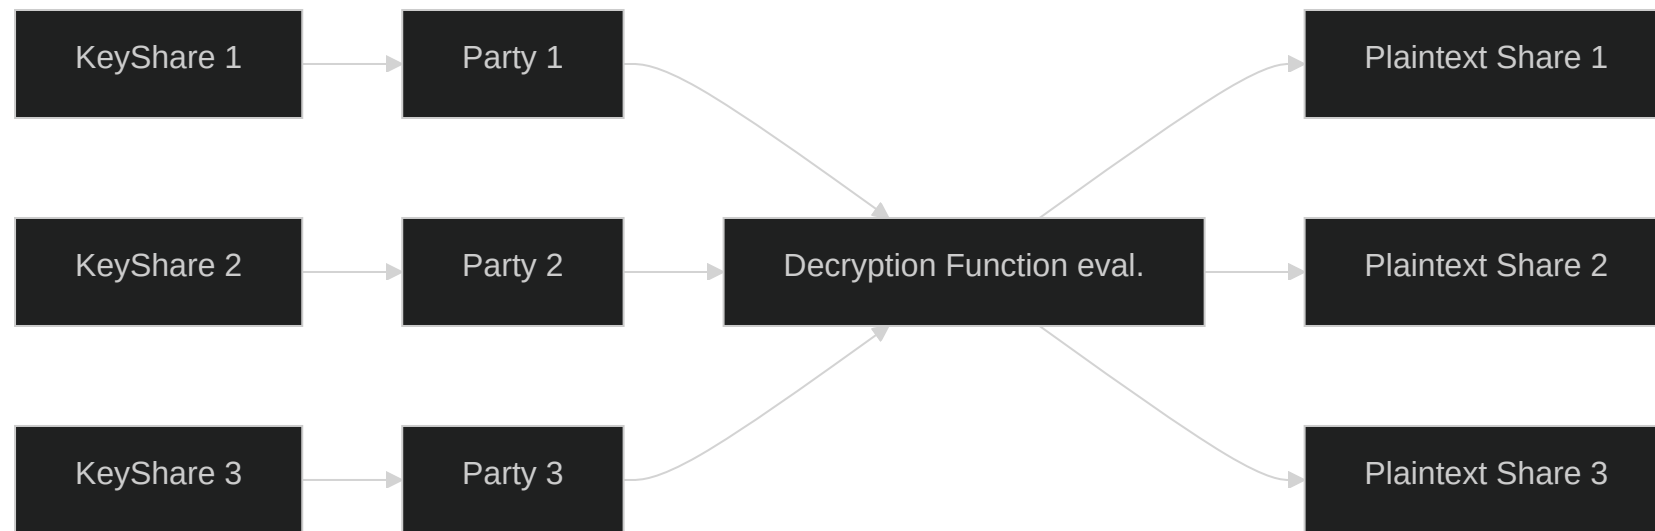 KeyShare 1
Party 1
Plaintext Share 1
KeyShare 2
Party 2
Decryption Function eval.
Plaintext Share 2
KeyShare 3
Party 3
Plaintext Share 3